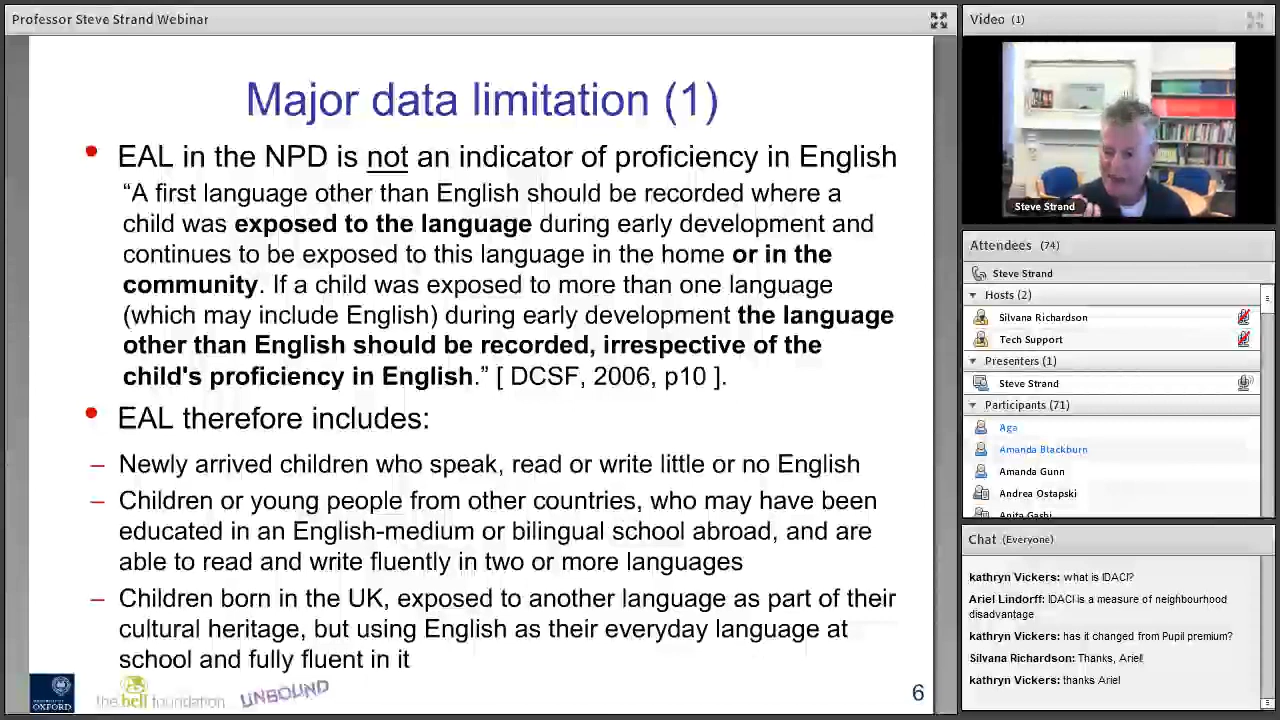 Professor Steve Strand Webinar
Major data limitation (1)
• EAL in the NPD is not an indicator of proficiency in English
“A first language other than English should be recorded where a
child was exposed to the language during early development and
continues to be exposed to this language in the home or in the
community. If a child was exposed to more than one language
(which may include English) during early development the language
other than English should be recorded, irrespective of the
child's proficiency in English.” [ DCSF, 2006, p10 ].
• EAL therefore includes:
– Newly arrived children who speak, read or write little or no English
– Children or young people from other countries, who may have been
educated in an English-medium or bilingual school abroad, and are
able to read and write fluently in two or more languages
– Children born in the UK, exposed to another language as part of their
cultural heritage, but using English as their everyday language at
school and fully fluent in it
OXFORD
the bell foundation
UNBOUND
6
Video (1)
Steve Strand
Attendees (74)
Steve Strand
Hosts (2)
Silvana Richardson
Tech Support
Presenters (1)
Steve Strand
Participants (71)
Aga
Amanda Blackburn
Amanda Gunn
Andrea Ostapski
Anita Gashi
Chat (Everyone)
kathryn Vickers: what is IDACI?
Ariel Lindorff: IDACI is a measure of neighbourhood
disadvantage
kathryn Vickers: has it changed from Pupil premium?
Silvana Richardson: Thanks, Ariel!
kathryn Vickers: thanks Ariel